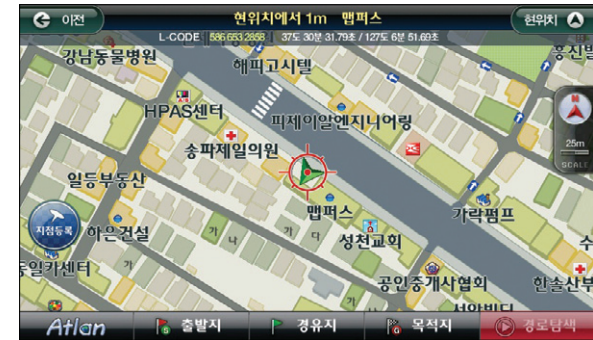 이전
현위치에서 1m 맵퍼스
현위치
L-CODE 586 653 2858 37도 30분 31.79초 / 127도 6분 51.69초
강남동물병원
해피고시텔
HPAS센터
피제이알엔지니어링
송파제일의원
N
25m
SCALE
일등부동산
맵퍼스
가락펌프
지점등록
하은건설
가
나
가
다
성천교회
가
공인중개사협회
가
Atlan
출발지
경유지
목적지
경로탐색